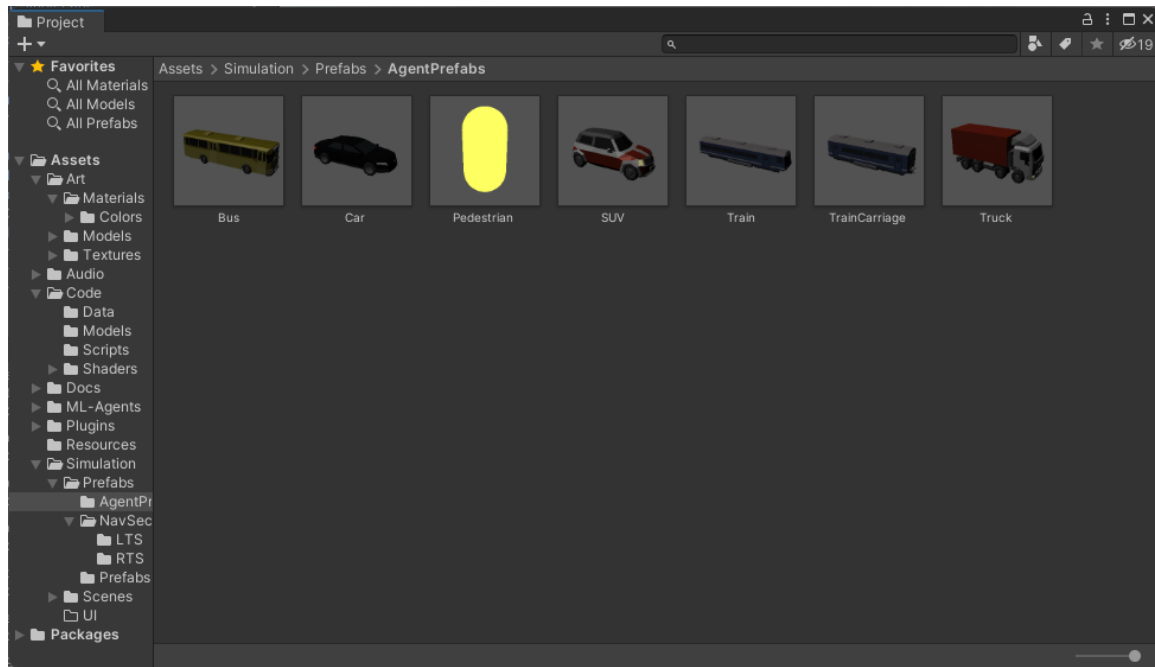 Project
19
Favorites
Assets > Simulation > Prefabs > AgentPrefabs
All Materials
All Models
All Prefabs
Assets
Art
Materials
Colors
Models
Textures
Audio
Code
Data
Models
Scripts
Shaders
Docs
ML-Agents
Plugins
Resources
Simulation
Prefabs
AgentPr
NavSec
LTS
RTS
Prefabs
Scenes
UI
Packages
Bus Car Pedestrian SUV Train TrainCarriage Truck